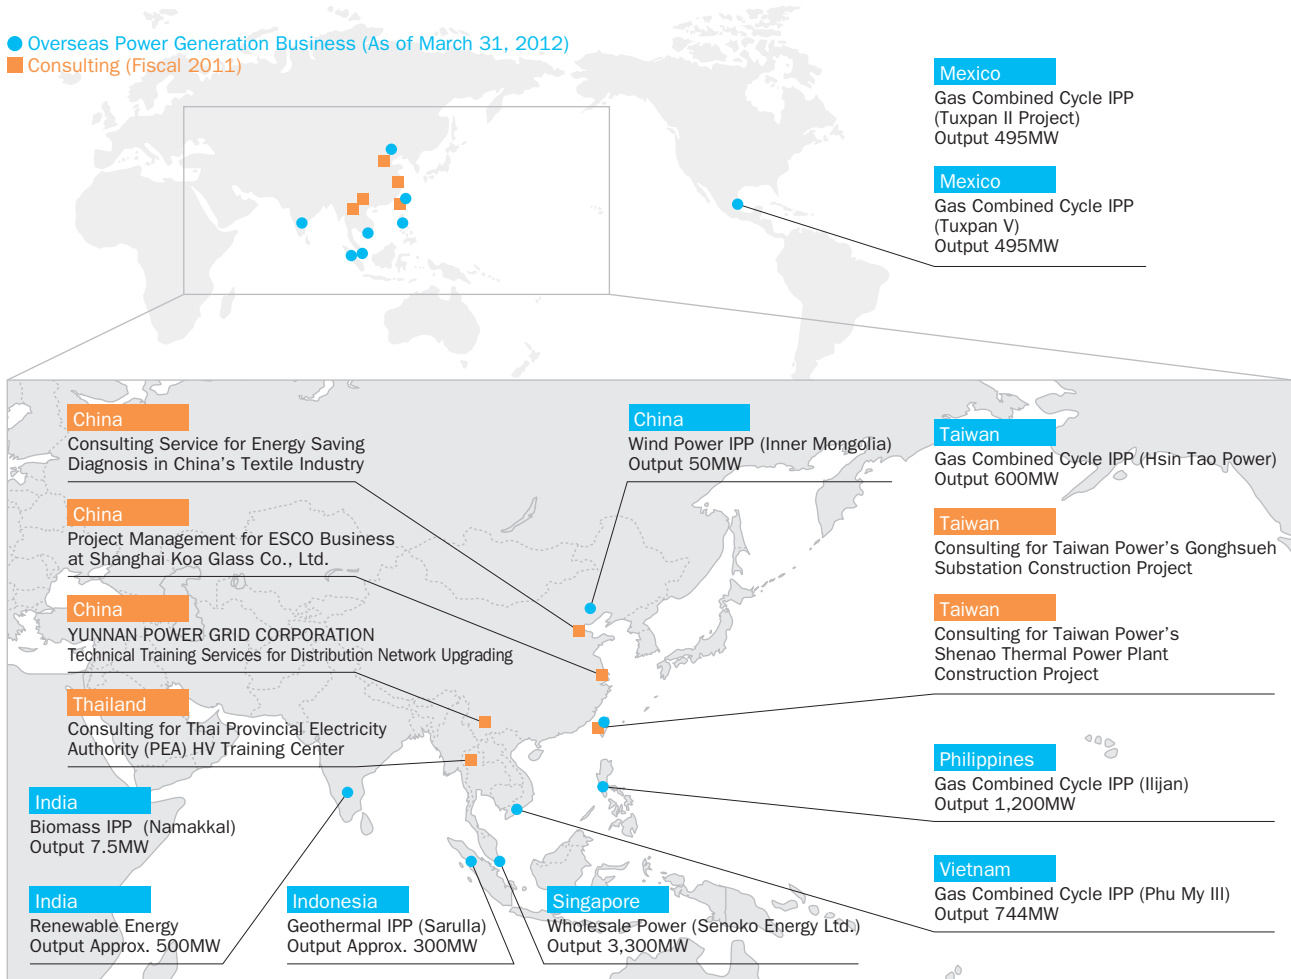 Overseas Power Generation Business (As of March 31, 2012)
Consulting (Fiscal 2011)
Mexico
Gas Combined Cycle IPP
(Tuxpan II Project)
Output 495MW
Mexico
Gas Combined Cycle IPP
(Tuxpan V)
Output 495MW
China
Consulting Service for Energy Saving
Diagnosis in China's Textile Industry
China
Project Management for ESCO Business
at Shanghai Koa Glass Co., Ltd.
China
YUNNAN POWER GRID CORPORATION
Technical Training Services for Distribution Network Upgrading
Thailand
Consulting for Thai Provincial Electricity
Authority (PEA) HV Training Center
India
Biomass IPP (Namakkal)
Output 7.5MW
India
Renewable Energy
Output Approx. 500MW
Indonesia
Geothermal IPP (Sarulla)
Output Approx. 300MW
Singapore
Wholesale Power (Senoko Energy Ltd.)
Output 3,300MW
China
Wind Power IPP (Inner Mongolia)
Output 50MW
Taiwan
Gas Combined Cycle IPP (Hsin Tao Power)
Output 600MW
Taiwan
Consulting for Taiwan Power's Gonghsueh
Substation Construction Project
Taiwan
Consulting for Taiwan Power's
Shenao Thermal Power Plant
Construction Project
Philippines
Gas Combined Cycle IPP (Ilijan)
Output 1,200MW
Vietnam
Gas Combined Cycle IPP (Phu My III)
Output 744MW